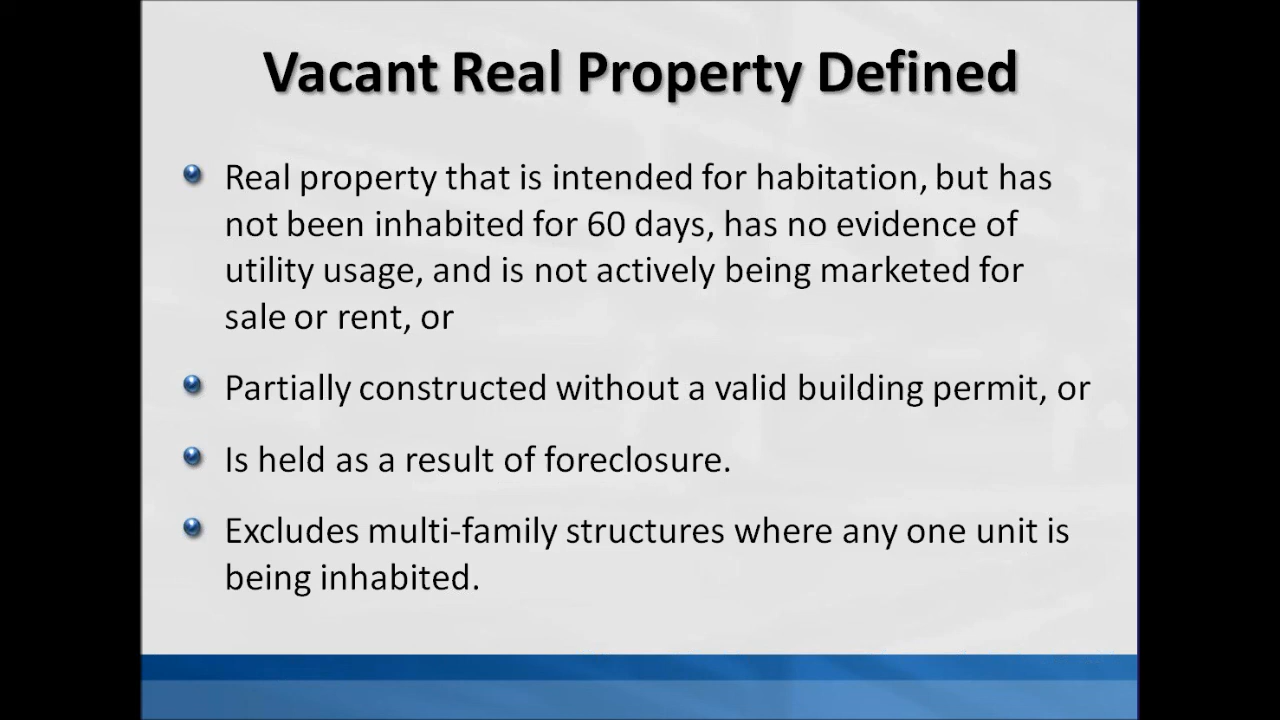 Vacant Real Property Defined
Real property that is intended for habitation, but has
not been inhabited for 60 days, has no evidence of
utility usage, and is not actively being marketed for
sale or rent, or
Partially constructed without a valid building permit, or
Is held as a result of foreclosure.
Excludes multi-family structures where any one unit is
being inhabited.